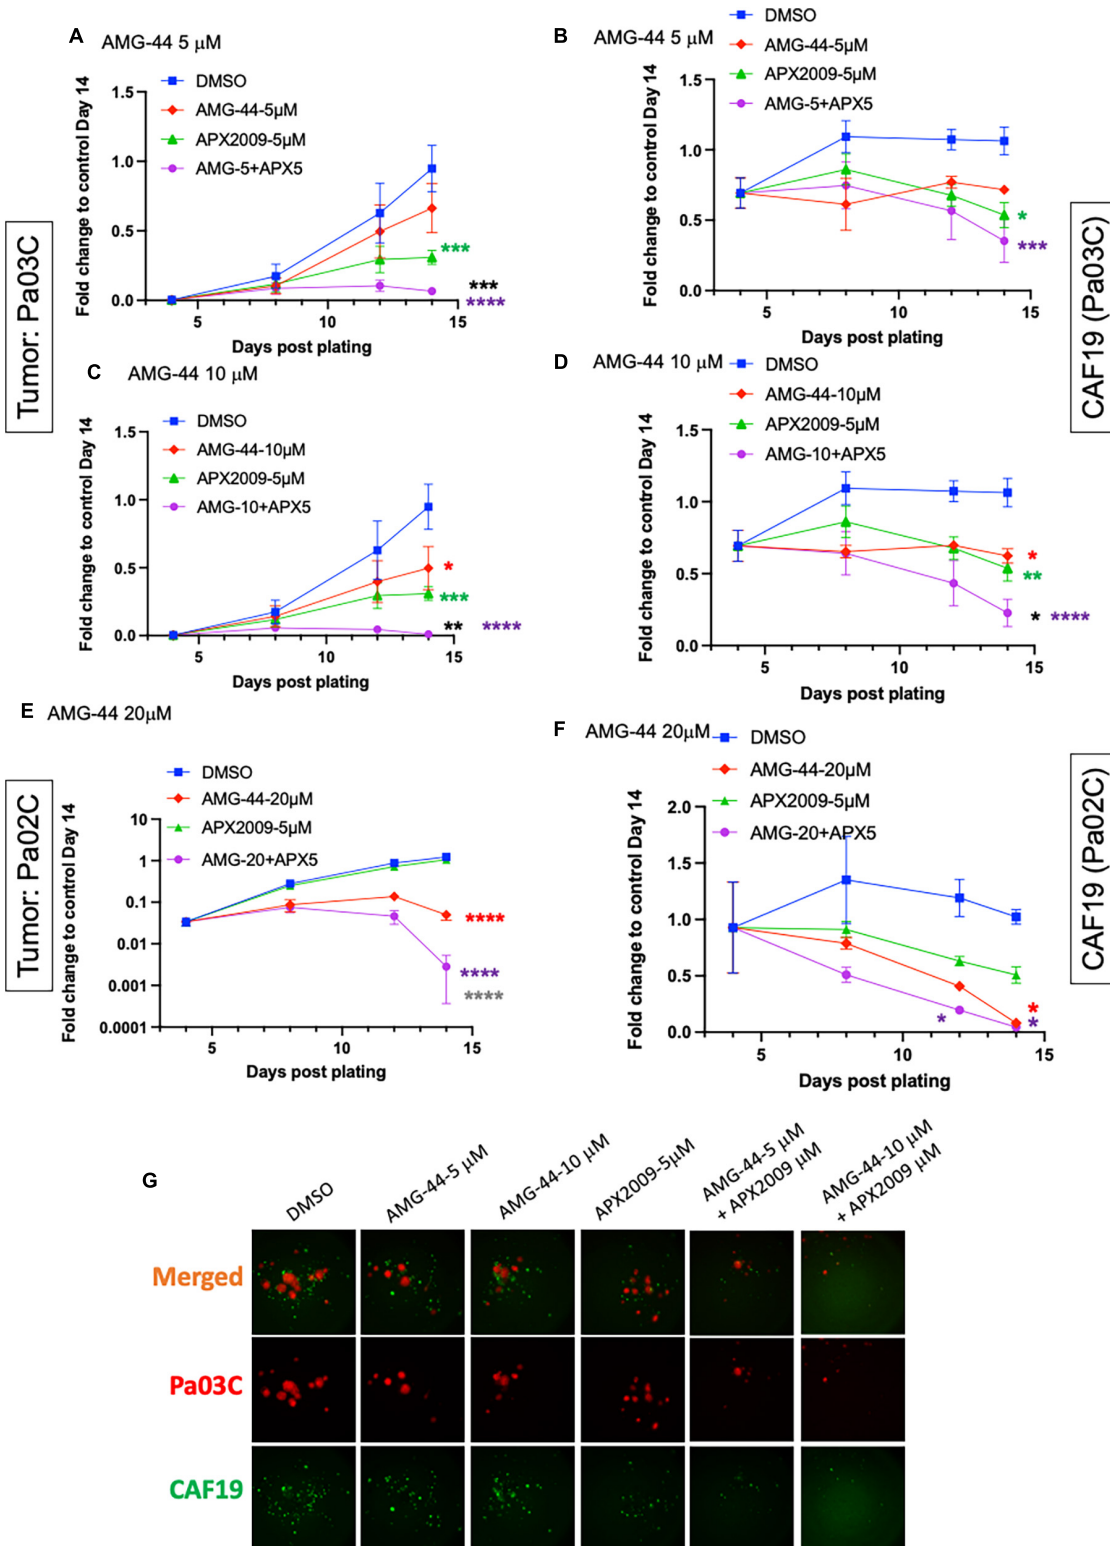 A AMG-44 5 μM
DMSO
AMG-44-5μM
APX2009-5μM
AMG-5+APX5
Fold change to control Day 14
1.5
1.0
0.5
0.0
***
***
****
5 10 15
Days post plating
Tumor: Pa03C
B AMG-44 5 μM
DMSO
AMG-44-5μM
APX2009-5μM
AMG-5+APX5
Fold change to control Day 14
1.5
1.0
0.5
0.0
*
***
5 10 15
Days post plating
CAF19 (Pa03C)
C AMG-44 10 μM
DMSO
AMG-44-10μM
APX2009-5μM
AMG-10+APX5
Fold change to control Day 14
1.5
1.0
0.5
0.0
*
***
** ****
5 10 15
Days post plating
D AMG-44 10 μM
DMSO
AMG-44-10μM
APX2009-5μM
AMG-10+APX5
Fold change to control Day 14
1.5
1.0
0.5
0.0
*
**
* ****
5 10 15
Days post plating
E AMG-44 20μM
DMSO
AMG-44-20μM
APX2009-5μM
AMG-20+APX5
Fold change to control Day 14
10
1
0.1
0.01
0.001
0.0001
****
****
****
5 10 15
Days post plating
Tumor: Pa02C
F AMG-44 20μM
DMSO
AMG-44-20μM
APX2009-5μM
AMG-20+APX5
Fold change to control Day 14
2.0
1.5
1.0
0.5
0.0
*
* *
5 10 15
Days post plating
CAF19 (Pa02C)
G
DMSO
AMG-44-5 μM
AMG-44-10 μM
APX2009-5μM
AMG-44-5 μM
+ APX2009 μM
AMG-44-10 μM
+ APX2009 μM
Merged
Pa03C
CAF19